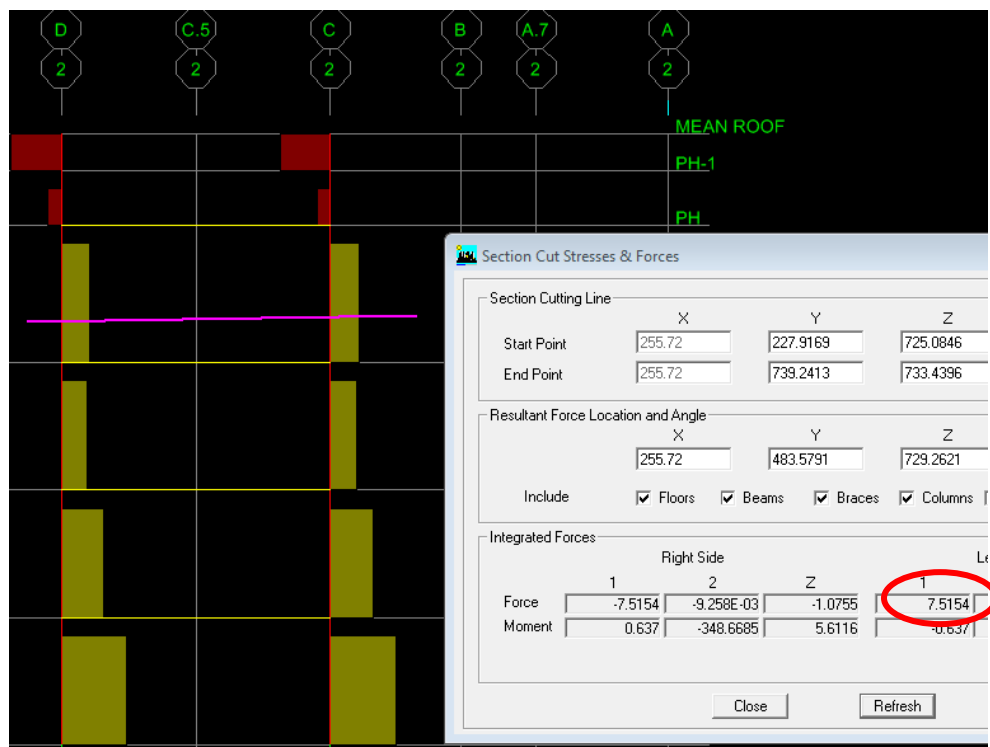 D C.5 C B A.7 A
2 2 2 2 2 2
MEAN ROOF
PH-1
PH
Section Cut Stresses & Forces
Section Cutting Line
X Y Z
Start Point 255.72 227.9169 725.0846
End Point 255.72 739.2413 733.4396
Resultant Force Location and Angle
X Y Z
255.72 483.5791 729.2621
Include Floors Beams Braces Columns
Integrated Forces
Right Side Le
1 2 Z 1
Force -7.5154 -9.258E-03 -1.0755 7.5154
Moment 0.637 -348.6685 5.6116 -0.637
Close Refresh